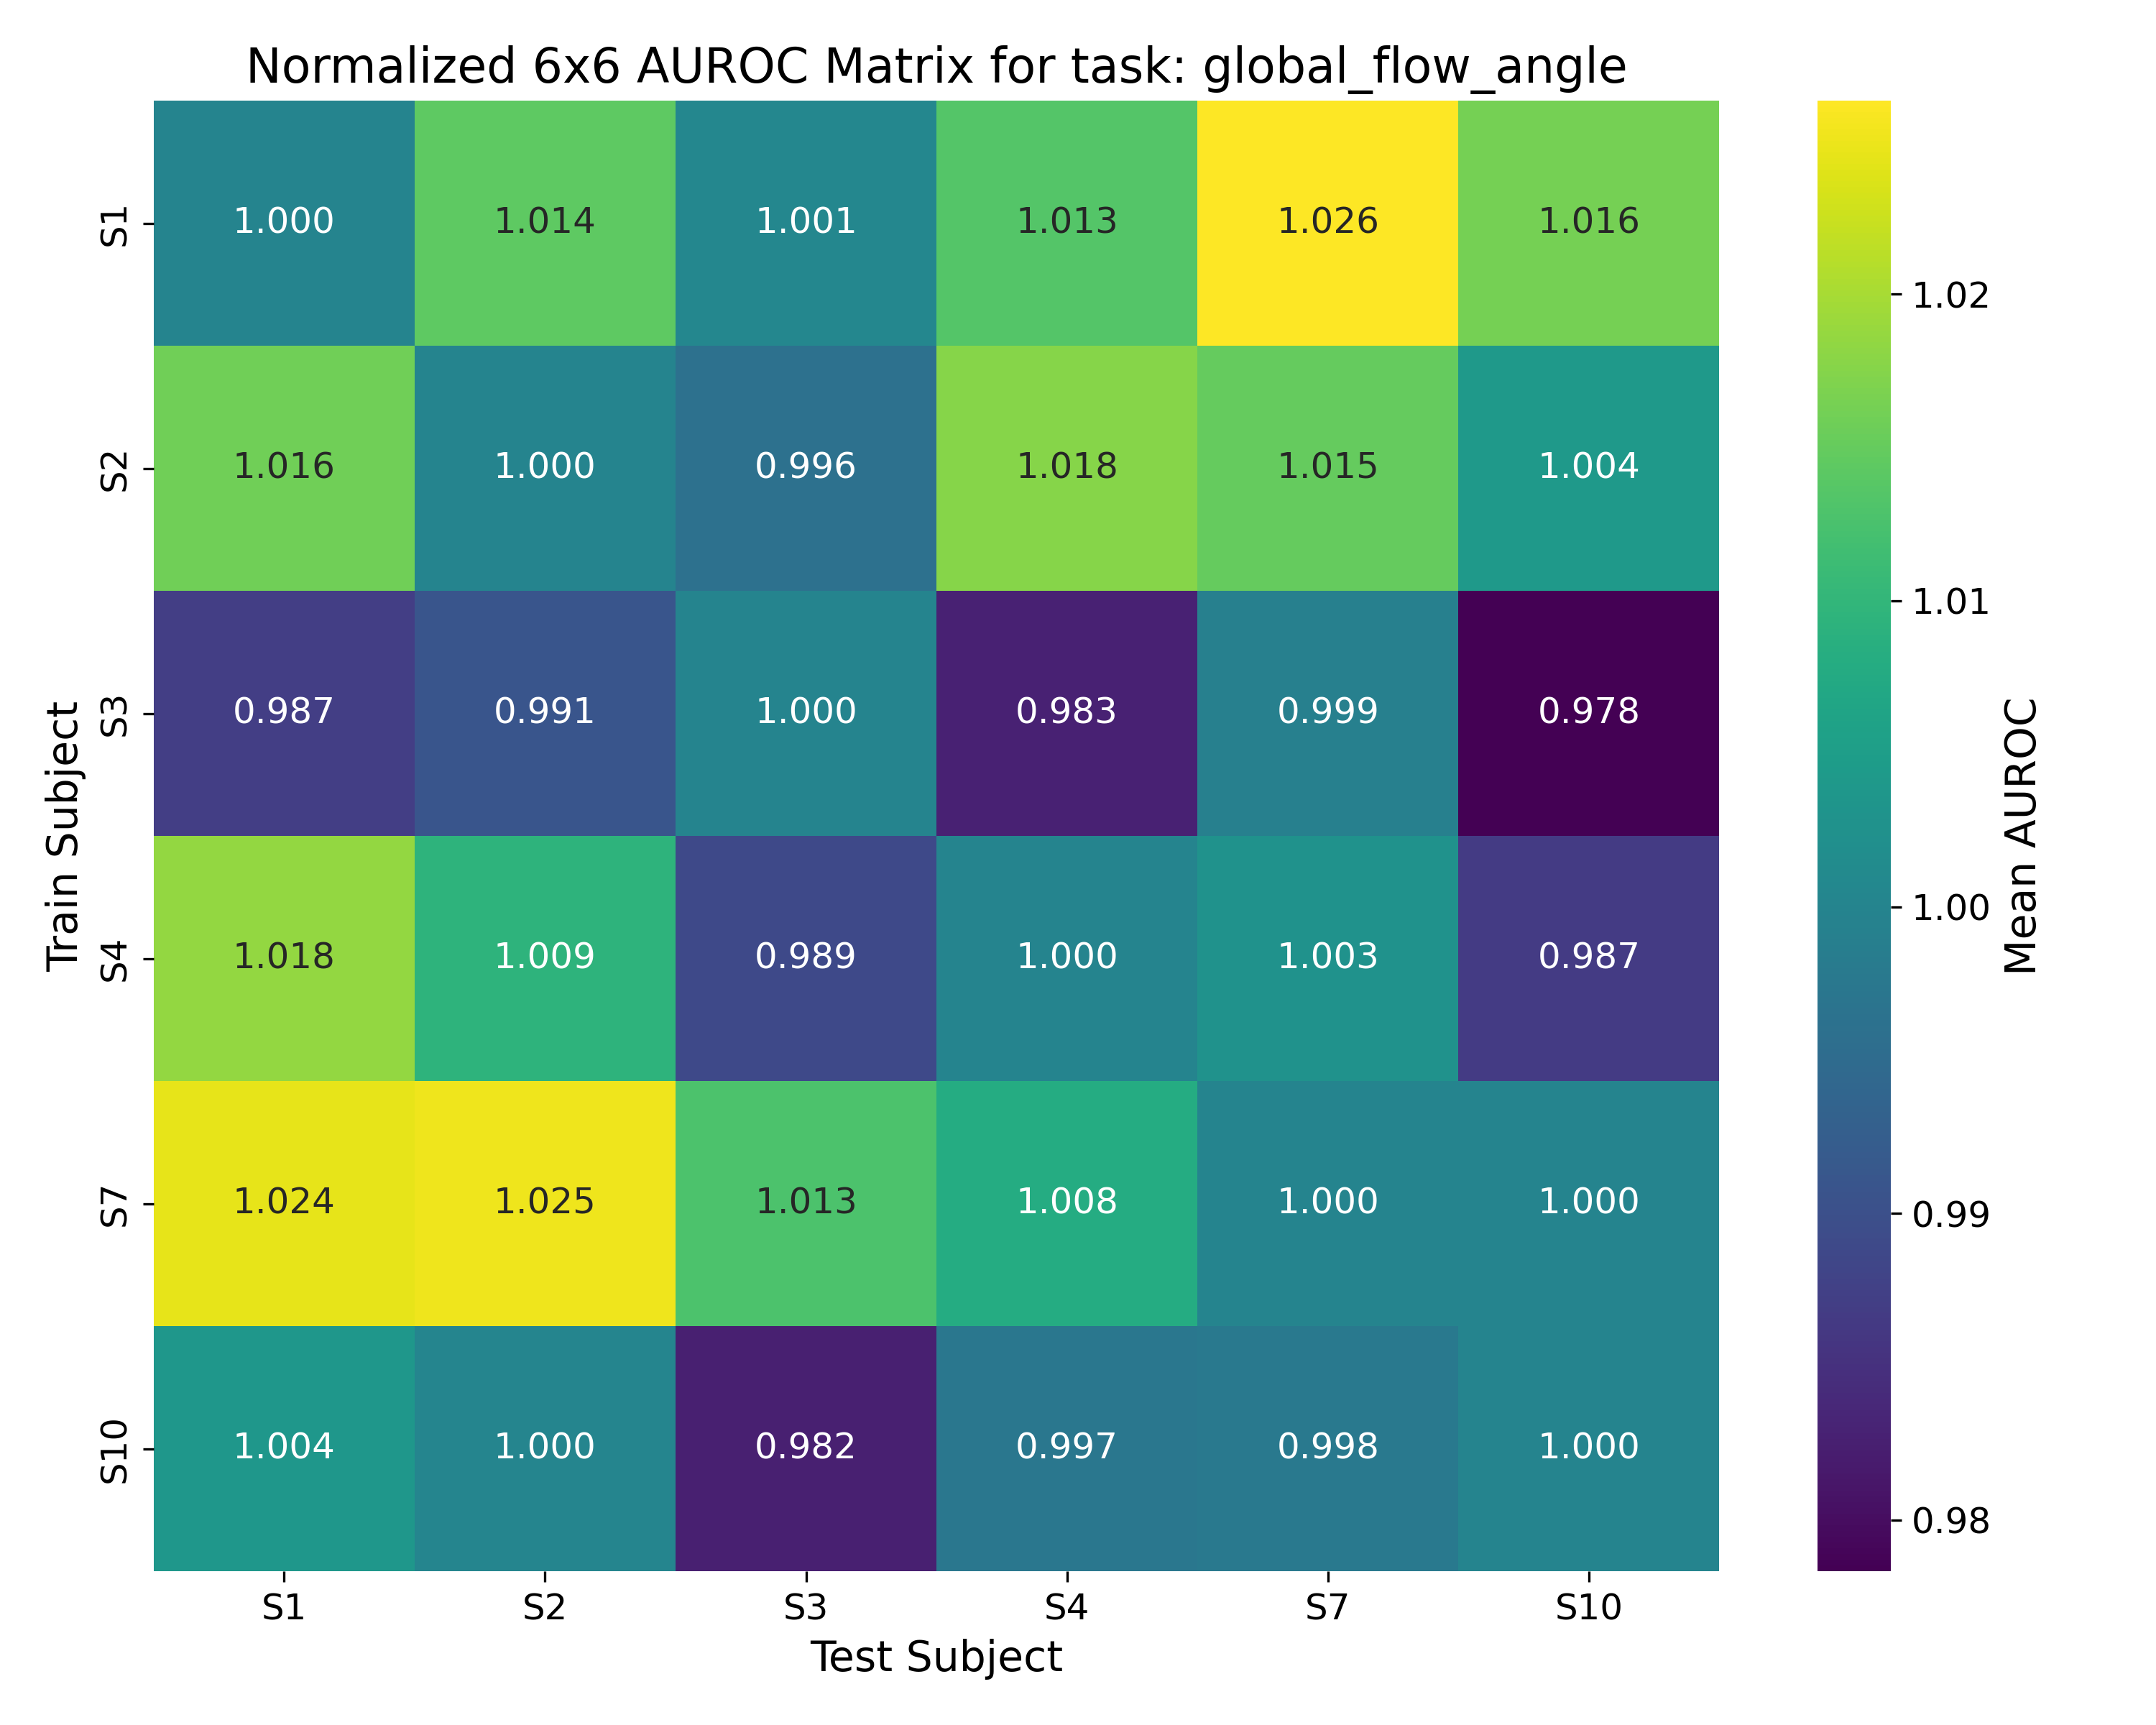 Normalized 6x6 AUROC Matrix for task: global_flow_angle
Train Subject
S1 1.000 1.014 1.001 1.013 1.026 1.016
S2 1.016 1.000 0.996 1.018 1.015 1.004
S3 0.987 0.991 1.000 0.983 0.999 0.978
S4 1.018 1.009 0.989 1.000 1.003 0.987
S7 1.024 1.025 1.013 1.008 1.000 1.000
S10 1.004 1.000 0.982 0.997 0.998 1.000
S1 S2 S3 S4 S7 S10
Test Subject
1.02
1.01
1.00
0.99
0.98
Mean AUROC